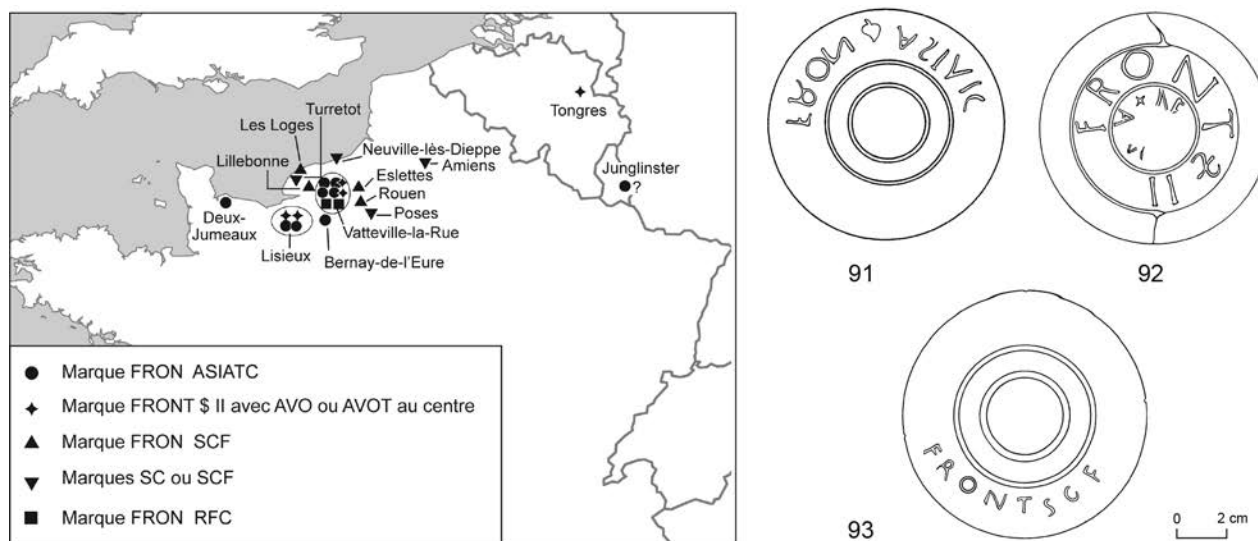 Turretot
Les Loges
Tongres
Neuville-lès-Dieppe
Lillebonne
Amiens
Junglinster
?
Eslettes
Rouen
Deux-
Jumeaux
Poses
Vatteville-la-Rue
Lisieux
Bernay-de-l'Eure
Marque FRON ASIATC
Marque FRONT $ II avec AVO ou AVOT au centre
Marque FRON SCF
Marques SC ou SCF
Marque FRON RFC
91
92
FRONTSCF
93
0 2 cm